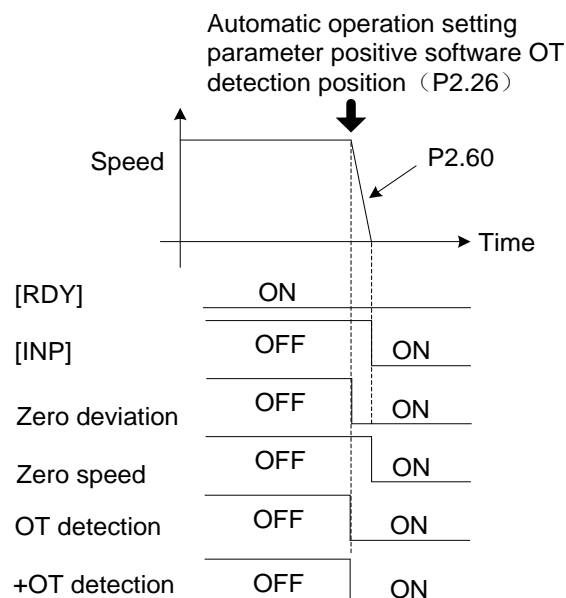 Automatic operation setting
parameter positive software OT
detection position（P2.26）
Speed
P2.60
Time
[RDY] ON
[INP] OFF ON
Zero deviation OFF ON
Zero speed OFF ON
OT detection OFF ON
+OT detection OFF ON